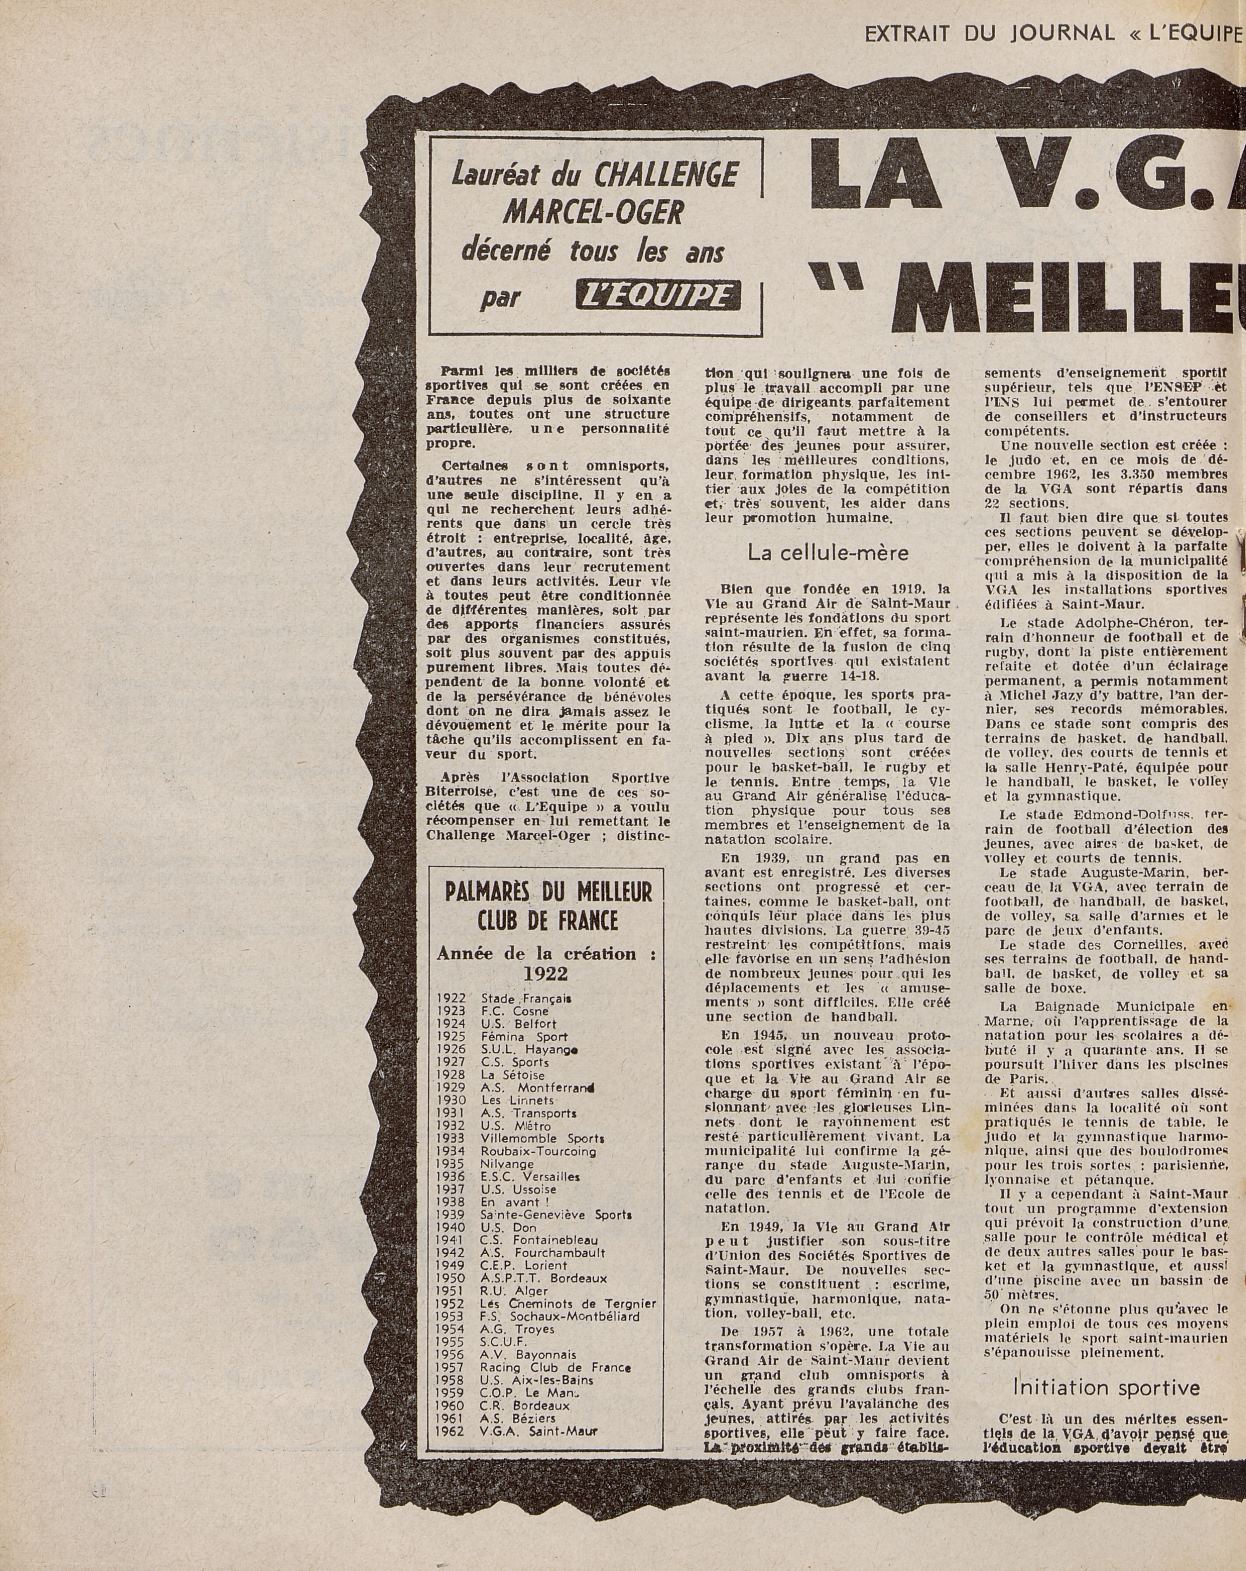 EXTRAIT DU JOURNAL « L'EQUIPE
Lauréat du CHALLENGE
MARCEL-OGER
décerné tous les ans
par L'EQUIPE
LA V.G.A
" MEILLEU
Parmi les milliers de sociétés
sportives qui se sont créées en
France depuis plus de soixante
ans, toutes ont une structure
particulière, une personnalité
propre.
Certaines sont omnisports,
d'autres ne s'intéressent qu'à
une seule discipline. Il y en a
qui ne recherchent leurs adhé-
rents que dans un cercle très
étroit : entreprise, localité, âge,
d'autres, au contraire, sont très
ouvertes dans leur recrutement
et dans leurs activités. Leur vie
à toutes peut être conditionnée
de différentes manières, soit par
des apports financiers assurés
par des organismes constitués,
soit plus souvent par des appuis
purement libres. Mais toutes dé-
pendent de la bonne volonté et
de la persévérance de bénévoles
dont on ne dira jamais assez le
dévouement et le mérite pour la
tâche qu'ils accomplissent en fa-
veur du sport.
Après l'Association Sportive
Biterroise, c'est une de ces so-
ciétés que « L'Equipe » a voulu
récompenser en lui remettant le
Challenge Marcel-Oger ; distinc-
PALMARÈS DU MEILLEUR
CLUB DE FRANCE
Année de la création :
1922
1922 Stade Français
1923 F.C. Cosne
1924 U.S. Belfort
1925 Fémina Sport
1926 S.U.L. Hayange
1927 C.S. Sports
1928 La Sétoise
1929 A.S. Montferrand
1930 Les Linnets
1931 A.S. Transports
1932 U.S. Métro
1933 Villemomble Sports
1934 Roubaix-Tourcoing
1935 Nilvange
1936 E.S.C. Versailles
1937 U.S. Ussoise
1938 En avant !
1939 Sainte-Geneviève Sports
1940 U.S. Don
1941 C.S. Fontainebleau
1942 A.S. Fourchambault
1949 C.E.P. Lorient
1950 A.S.P.T.T. Bordeaux
1951 R.U. Alger
1952 Les Cheminots de Tergnier
1953 F.S. Sochaux-Montbéliard
1954 A.G. Troyes
1955 S.C.U.F.
1956 A.V. Bayonnais
1957 Racing Club de France
1958 U.S. Aix-les-Bains
1959 C.O.P. Le Mans
1960 C.R. Bordeaux
1961 A.S. Béziers
1962 V.G.A. Saint-Maur
tion qui soulignera une fois de
plus le travail accompli par une
équipe de dirigeants parfaitement
compréhensifs, notamment de
tout ce qu'il faut mettre à la
portée des jeunes pour assurer,
dans les meilleures conditions,
leur formation physique, les ini-
tier aux joies de la compétition
et, très souvent, les aider dans
leur promotion humaine.
La cellule-mère
Bien que fondée en 1919, la
Vie au Grand Air de Saint-Maur
représente les fondations du sport
saint-maurien. En effet, sa forma-
tion résulte de la fusion de cinq
sociétés sportives qui existaient
avant la guerre 14-18.
A cette époque, les sports pra-
tiqués sont le football, le cy-
clisme, la lutte et la « course
à pied ». Dix ans plus tard de
nouvelles sections sont créées
pour le basket-ball, le rugby et
le tennis. Entre temps, la Vie
au Grand Air généralise l'éduca-
tion physique pour tous ses
membres et l'enseignement de la
natation scolaire.
En 1939, un grand pas en
avant est enregistré. Les diverses
sections ont progressé et cer-
taines, comme le basket-ball, ont
conquis leur place dans les plus
hautes divisions. La guerre 39-45
restreint les compétitions, mais
elle favorise en un sens l'adhésion
de nombreux jeunes pour qui les
déplacements et les « amuse-
ments » sont difficiles. Elle créé
une section de handball.
En 1945, un nouveau proto-
cole est signé avec les associa-
tions sportives existant à l'épo-
que et la Vie au Grand Air se
charge du sport féminin en fu-
sionnant avec les glorieuses Lin-
nets dont le rayonnement est
resté particulièrement vivant. La
municipalité lui confirme la gé-
rance du stade Auguste-Marin,
du parc d'enfants et lui confie
celle des tennis et de l'Ecole de
natation.
En 1949, la Vie au Grand Air
peut justifier son sous-titre
d'Union des Sociétés Sportives de
Saint-Maur. De nouvelles sec-
tions se constituent : escrime,
gymnastique, harmonique, nata-
tion, volley-ball, etc.
De 1957 à 1962, une totale
transformation s'opère. La Vie au
Grand Air de Saint-Maur devient
un grand club omnisports à
l'échelle des grands clubs fran-
çais. Ayant prévu l'avalanche des
jeunes, attirés par les activités
sportives, elle peut y faire face.
La proximité des grands établis-
sements d'enseignement sportif
supérieur, tels que l'ENSEP et
l'INS lui permet de s'entourer
de conseillers et d'instructeurs
compétents.
Une nouvelle section est créée :
le judo et, en ce mois de dé-
cembre 1962, les 3.350 membres
de la VGA sont répartis dans
22 sections.
Il faut bien dire que si toutes
ces sections peuvent se dévelop-
per, elles le doivent à la parfaite
compréhension de la municipalité
qui a mis à la disposition de la
VGA les installations sportives
édifiées à Saint-Maur.
Le stade Adolphe-Chéron, ter-
rain d'honneur de football et de
rugby, dont la piste entièrement
refaite et dotée d'un éclairage
permanent, a permis notamment
à Michel Jazy d'y battre, l'an der-
nier, ses records mémorables.
Dans ce stade sont compris des
terrains de basket, de handball,
de volley, des courts de tennis et
la salle Henry-Paté, équipée pour
le handball, le basket, le volley
et la gymnastique.
Le stade Edmond-Dolfuss, ter-
rain de football d'élection des
jeunes, avec aires de basket, de
volley et courts de tennis.
Le stade Auguste-Marin, ber-
ceau de la VGA, avec terrain de
football, de handball, de basket,
de volley, sa salle d'armes et le
parc de jeux d'enfants.
Le stade des Corneilles, avec
ses terrains de football, de hand-
ball, de basket, de volley et sa
salle de boxe.
La Baignade Municipale en
Marne, où l'apprentissage de la
natation pour les scolaires a dé-
buté il y a quarante ans. Il se
poursuit l'hiver dans les piscines
de Paris.
Et aussi d'autres salles dissé-
minées dans la localité où sont
pratiqués le tennis de table, le
judo et la gymnastique harmo-
nique, ainsi que des boulodromes
pour les trois sortes : parisienne,
lyonnaise et pétanque.
Il y a cependant à Saint-Maur
tout un programme d'extension
qui prévoit la construction d'une
salle pour le contrôle médical et
de deux autres salles pour le bas-
ket et la gymnastique, et aussi
d'une piscine avec un bassin de
50 mètres.
On ne s'étonne plus qu'avec le
plein emploi de tous ces moyens
matériels le sport saint-maurien
s'épanouisse pleinement.
Initiation sportive
C'est là un des mérites essen-
tiels de la VGA d'avoir pensé que
l'éducation sportive devait être